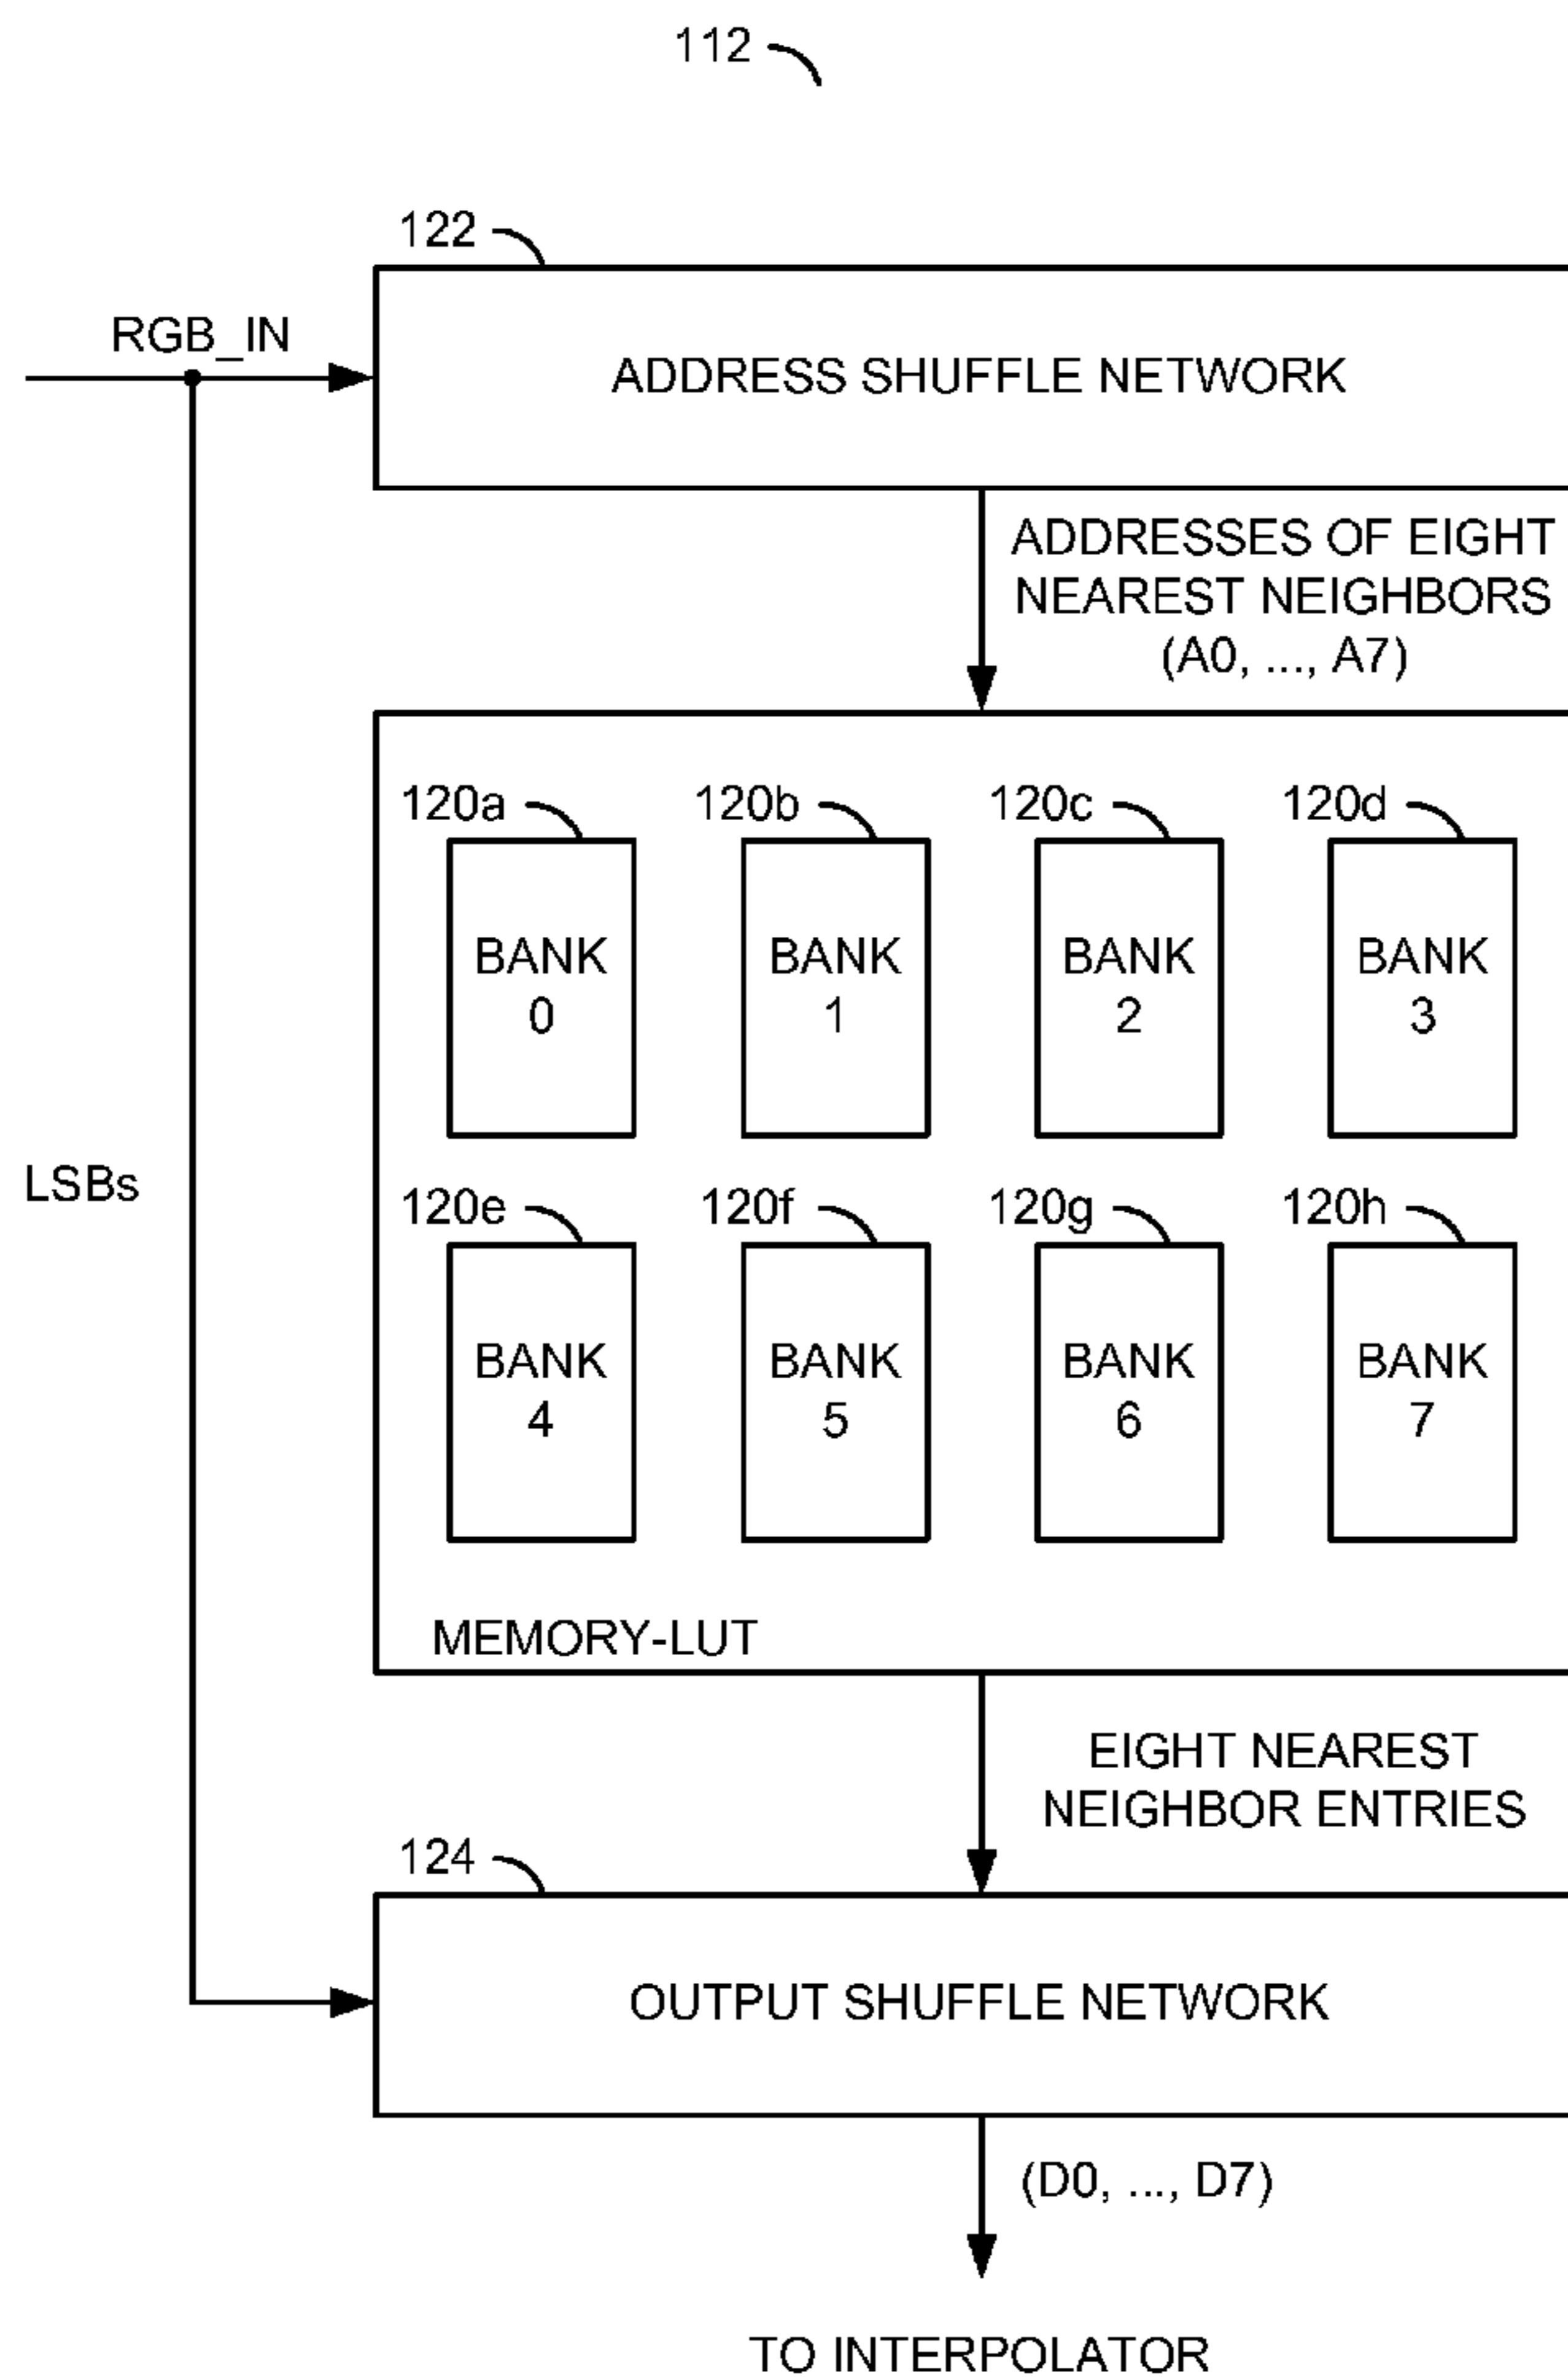 112
122
RGB_IN
ADDRESS SHUFFLE NETWORK
ADDRESSES OF EIGHT
NEAREST NEIGHBORS
(A0, ..., A7)
120a 120b 120c 120d
BANK BANK BANK BANK
0 1 2 3
LSBs
120e 120f 120g 120h
BANK BANK BANK BANK
4 5 6 7
MEMORY-LUT
EIGHT NEAREST
NEIGHBOR ENTRIES
124
OUTPUT SHUFFLE NETWORK
(D0, ..., D7)
TO INTERPOLATOR